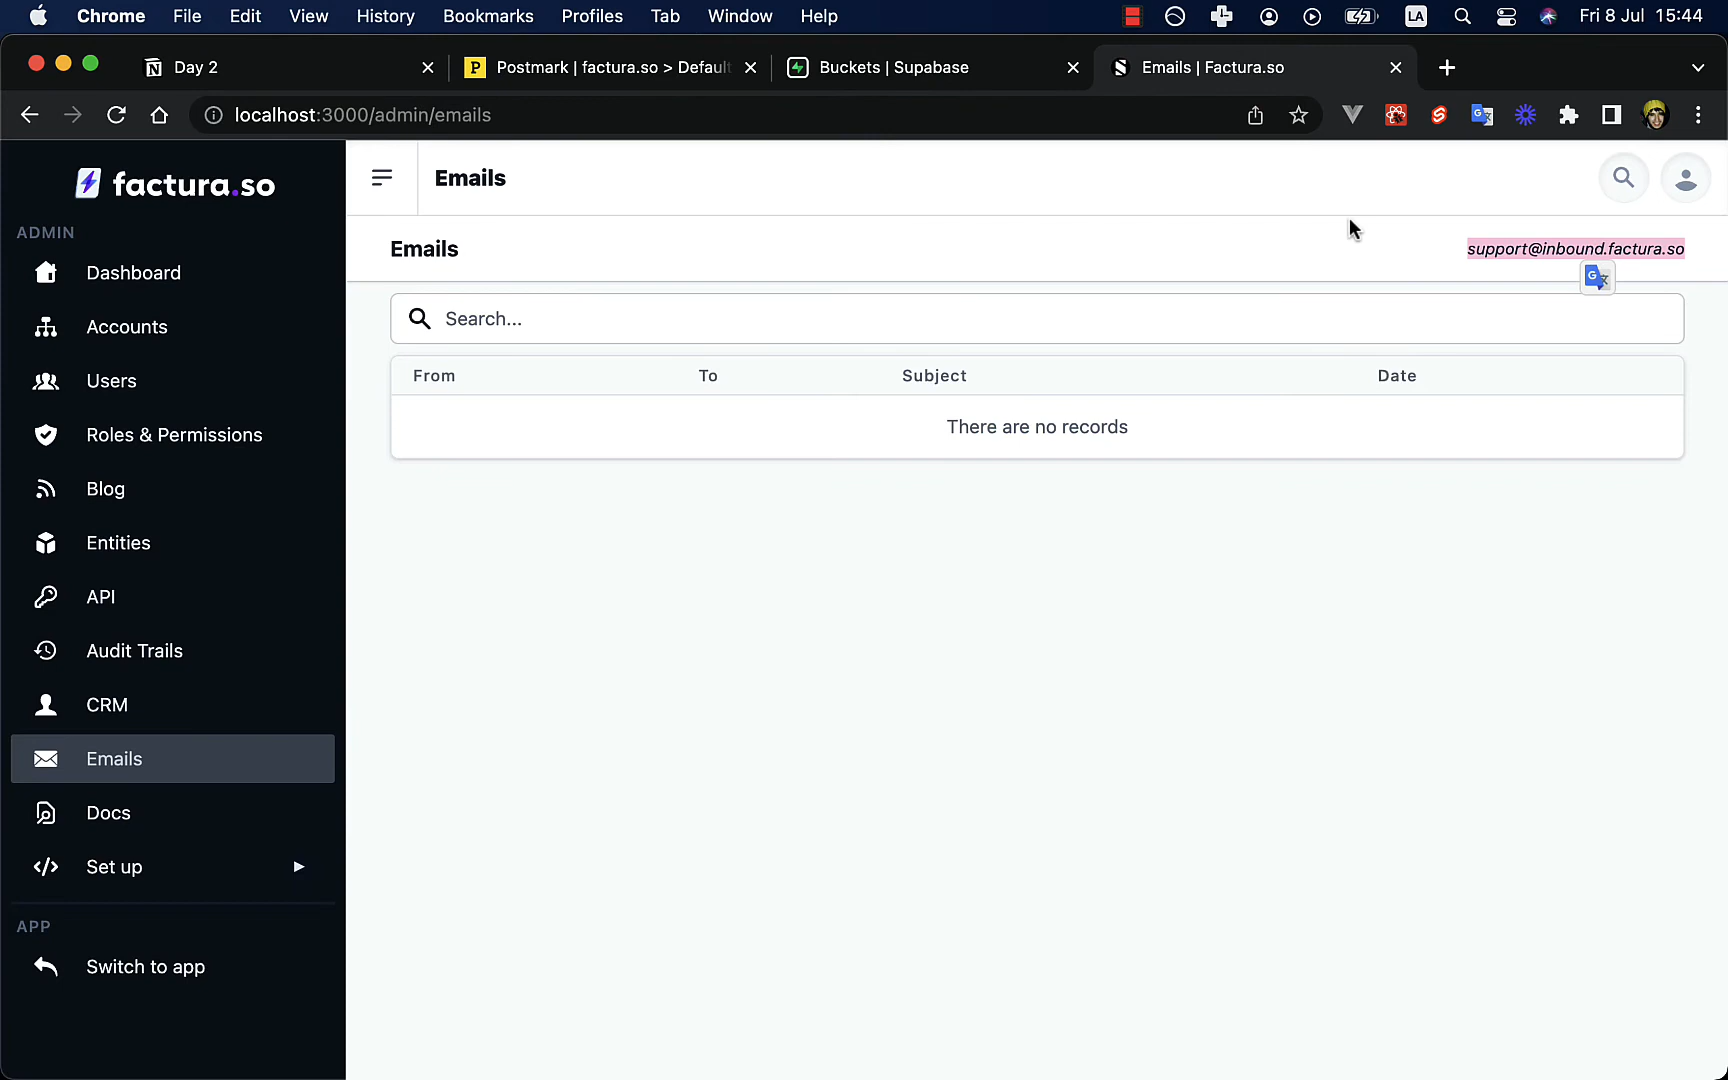 Chrome File Edit View History Bookmarks Profiles Tab Window Help LA Fri 8 Jul 15:44
Day 2 Postmark | factura.so > Default Buckets | Supabase Emails | Factura.so
localhost:3000/admin/emails
factura.so
Emails
ADMIN
Emails
support@inbound.factura.so
Dashboard
Search...
Accounts
From To Subject Date
Users
There are no records
Roles & Permissions
Blog
Entities
API
Audit Trails
CRM
Emails
Docs
Set up
APP
Switch to app